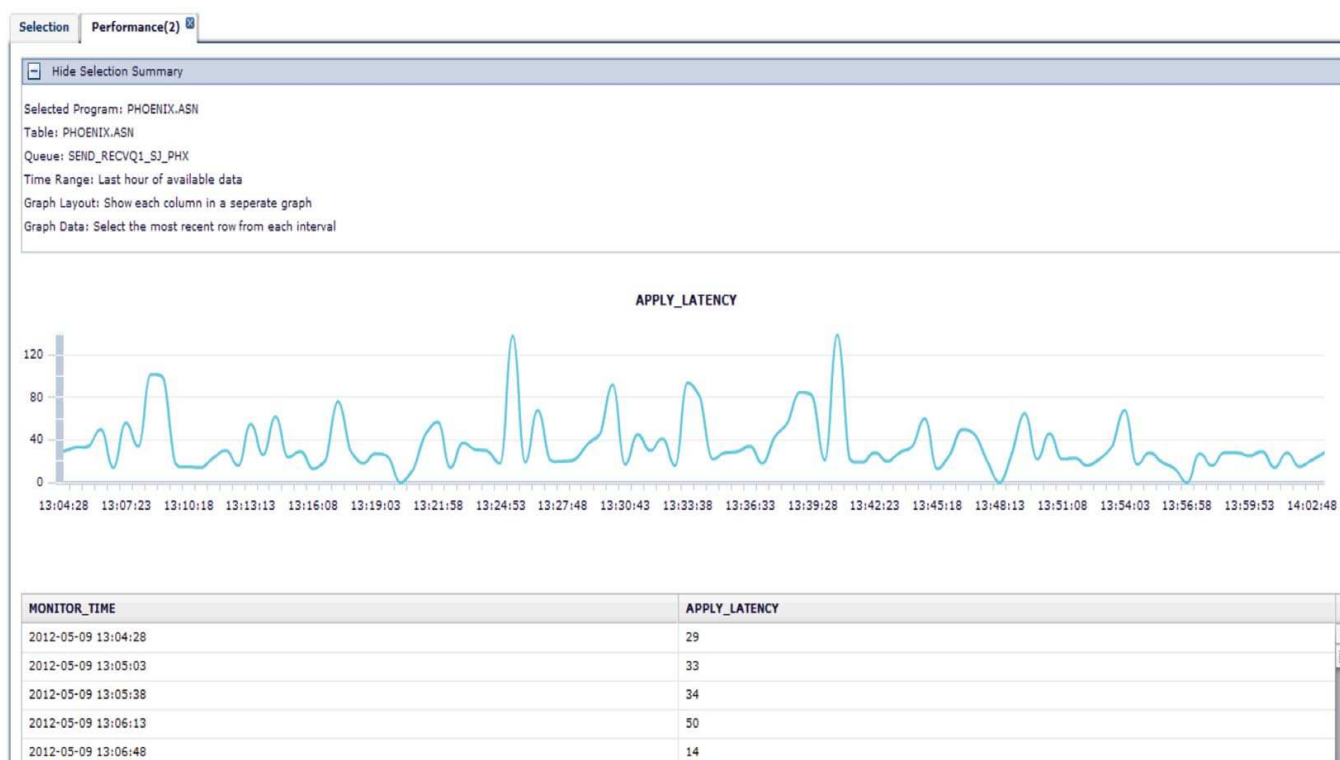 Selection Performance(2)
Hide Selection Summary
Selected Program: PHOENIX.ASN
Table: PHOENIX.ASN
Queue: SEND_RECVQ1_SJ_PHX
Time Range: Last hour of available data
Graph Layout: Show each column in a seperate graph
Graph Data: Select the most recent row from each interval
APPLY_LATENCY
120
80
40
0
13:04:28 13:07:23 13:10:18 13:13:13 13:16:08 13:19:03 13:21:58 13:24:53 13:27:48 13:30:43 13:33:38 13:36:33 13:39:28 13:42:23 13:45:18 13:48:13 13:51:08 13:54:03 13:56:58 13:59:53 14:02:48
MONITOR_TIME APPLY_LATENCY
2012-05-09 13:04:28 29
2012-05-09 13:05:03 33
2012-05-09 13:05:38 34
2012-05-09 13:06:13 50
2012-05-09 13:06:48 14